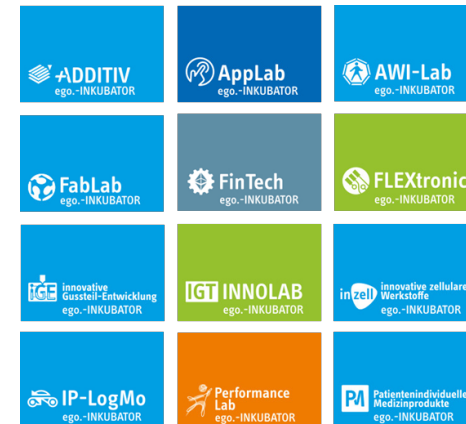 ADDITIV
ego.-INKUBATOR
AppLab
ego.-INKUBATOR
AWI-Lab
ego.-INKUBATOR
FabLab
ego.-INKUBATOR
FinTech
ego.-INKUBATOR
FLEXtronic
ego.-INKUBATOR
iGE innovative
Gussteil-Entwicklung
ego.-INKUBATOR
IGT INNOLAB
ego.-INKUBATOR
inzell innovative zellulare
Werkstoffe
ego.-INKUBATOR
IP-LogMo
ego.-INKUBATOR
Performance
Lab
ego.-INKUBATOR
PM Patientenindividuelle
Medizinprodukte
ego.-INKUBATOR